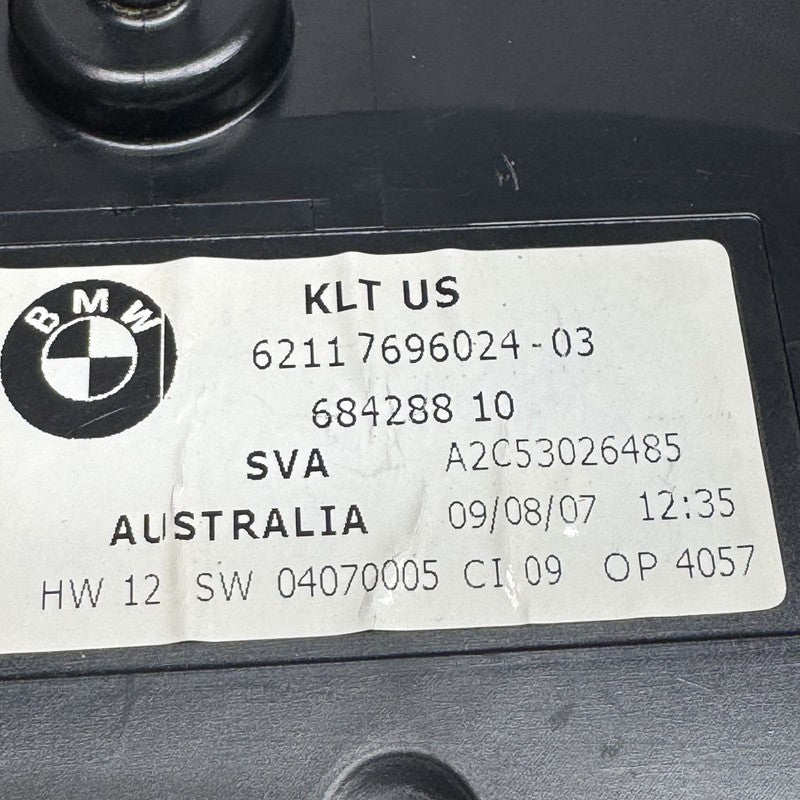 BMW
KLT US
6211 7696024-03
684288 10
SVA A2C53026485
AUSTRALIA 09/08/07 12:35
HW 12 SW 04070005 CI 09 OP 4057